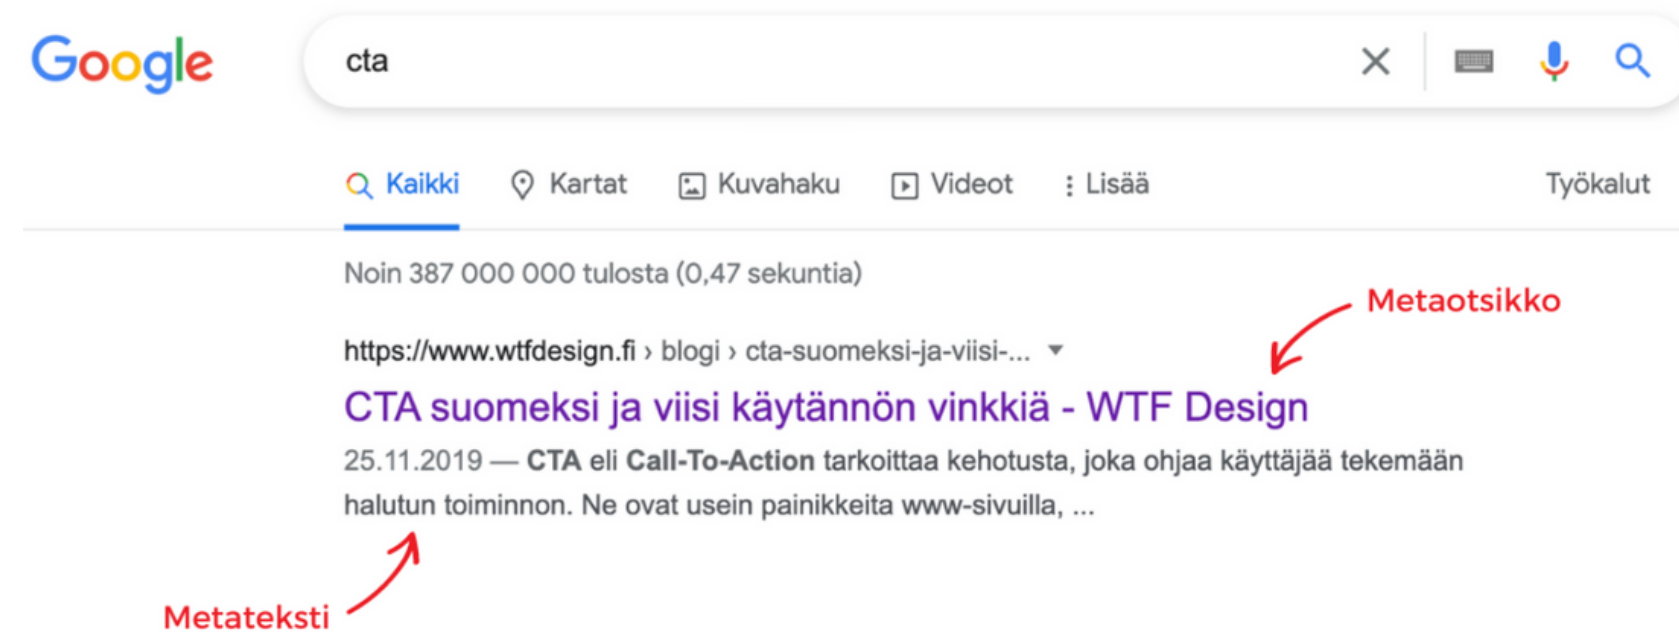 Google
cta
Kaikki Kartat Kuvahaku Videot Lisää Työkalut
Noin 387 000 000 tulosta (0,47 sekuntia)
Metaotsikko
https://www.wtfdesign.fi › blogi › cta-suomeksi-ja-viisi-...
CTA suomeksi ja viisi käytännön vinkkiä - WTF Design
25.11.2019 — CTA eli Call-To-Action tarkoittaa kehotusta, joka ohjaa käyttäjää tekemään
halutun toiminnon. Ne ovat usein painikkeita www-sivuilla, ...
Metateksti